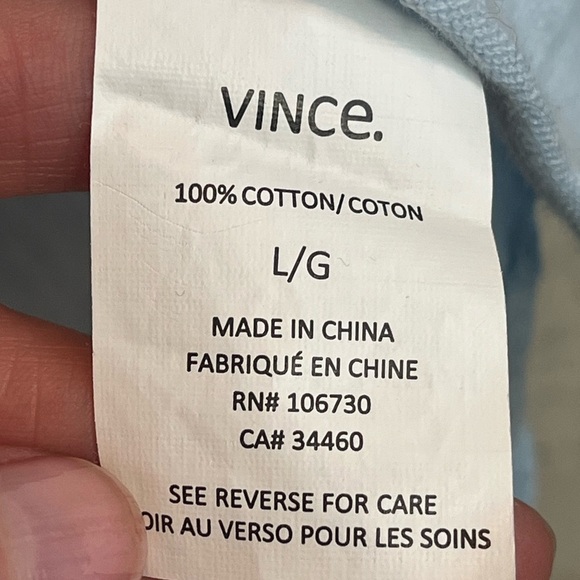 VINCe.
100% COTTON/COTON
L/G
MADE IN CHINA
FABRIQUÉ EN CHINE
RN# 106730
CA# 34460
SEE REVERSE FOR CARE
OIR AU VERSO POUR LES SOINS